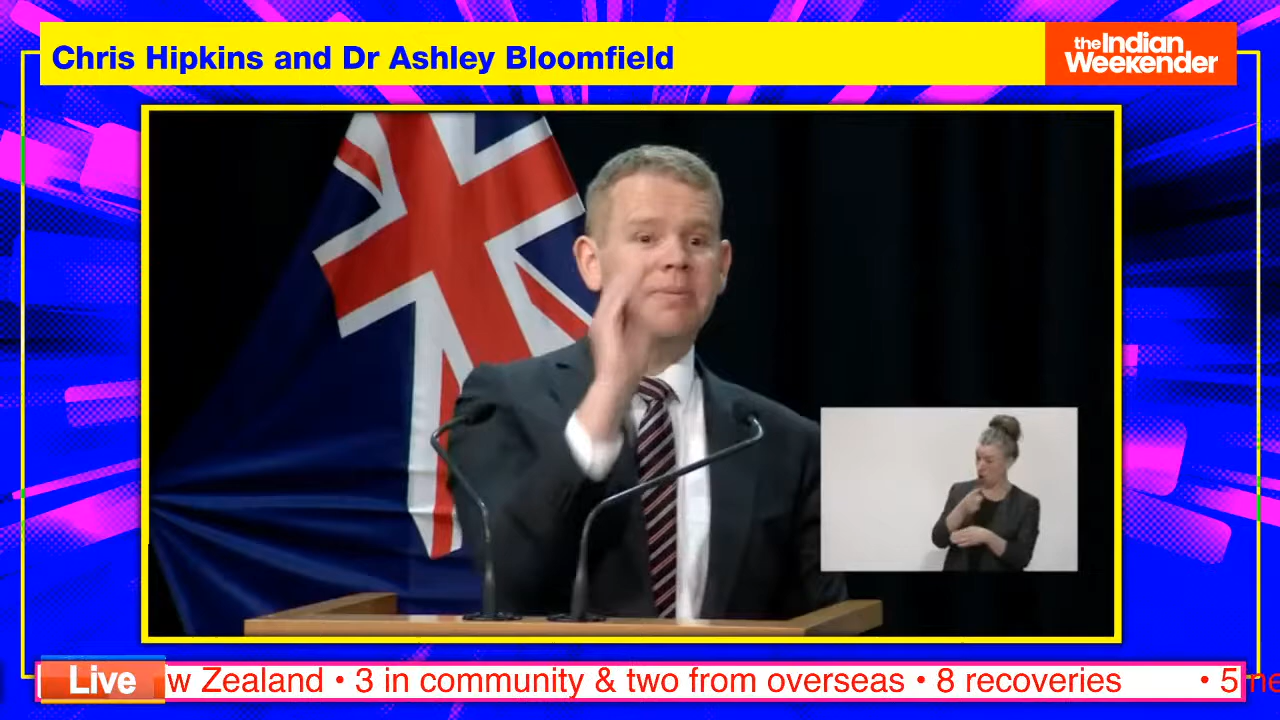 Chris Hipkins and Dr Ashley Bloomfield
the Indian
Weekender
Live
w Zealand • 3 in community & two from overseas • 8 recoveries • 5 ne